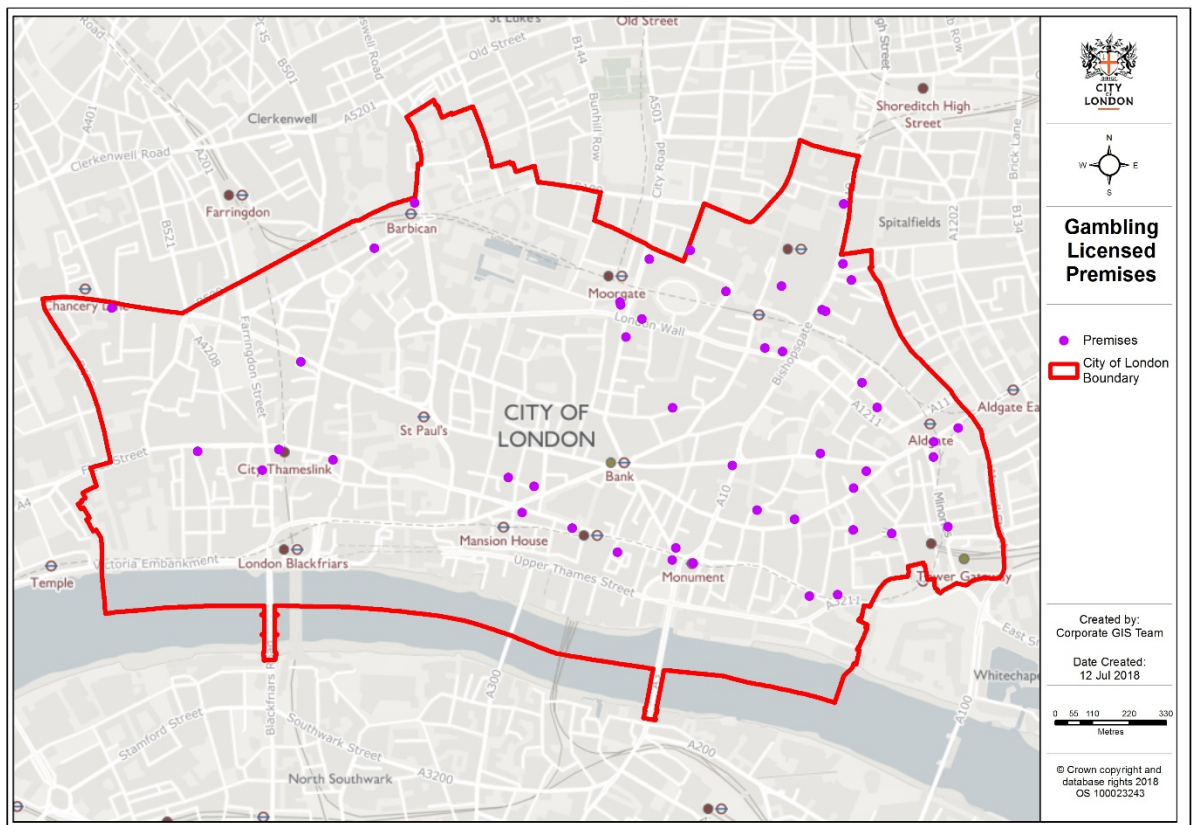 St Luke's
Old Street
Old Street
B144
B501
A5201
A401
Clerkenwell
Clerkenwell Road
A201
Bunhill Row
A501
City Road
Shoreditch High
Street
Brick Lane
Farringdon
B521
Barbican
Spitalfields
A1202
B134
Chancery
Moorgate
London Wall
Farringdon Street
A4208
Bishopsgate
CITY OF
LONDON
St Paul's
A1211
A11
Aldgate Ea
Aldgate
City Thameslink
Bank
A10
Minories
A4
Mansion House
Victoria Embankment
London Blackfriars
Upper Thames Street
Monument
Tower Gateway
Temple
A3211
East Sm
Blackfriars Road
A300
Whitechape
A100
Stamford Street
Southwark Street
A200
North Southwark
A3200
CITY
OF
LONDON
N
W
E
S
Gambling
Licensed
Premises
Premises
City of London
Boundary
Created by:
Corporate GIS Team
Date Created:
12 Jul 2018
0 55 110 220 330
Metres
© Crown copyright and
database rights 2018
OS 100023243